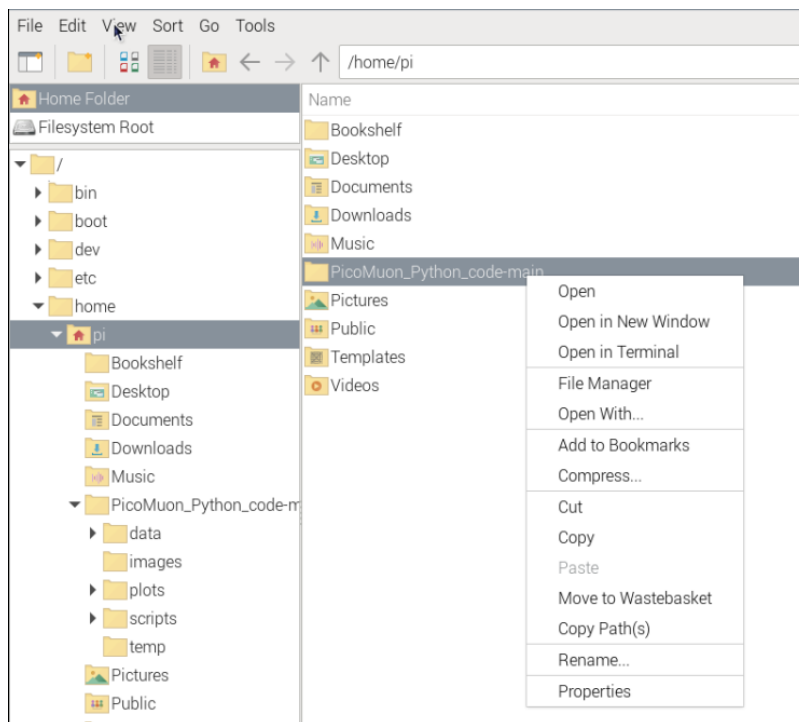 File Edit View Sort Go Tools
/home/pi
Home Folder
Filesystem Root
/
bin
boot
dev
etc
home
pi
Bookshelf
Desktop
Documents
Downloads
Music
PicoMuon_Python_code-m
data
images
plots
scripts
temp
Pictures
Public
Name
Bookshelf
Desktop
Documents
Downloads
Music
PicoMuon_Python_code-main
Pictures
Public
Templates
Videos
Open
Open in New Window
Open in Terminal
File Manager
Open With...
Add to Bookmarks
Compress...
Cut
Copy
Paste
Move to Wastebasket
Copy Path(s)
Rename...
Properties